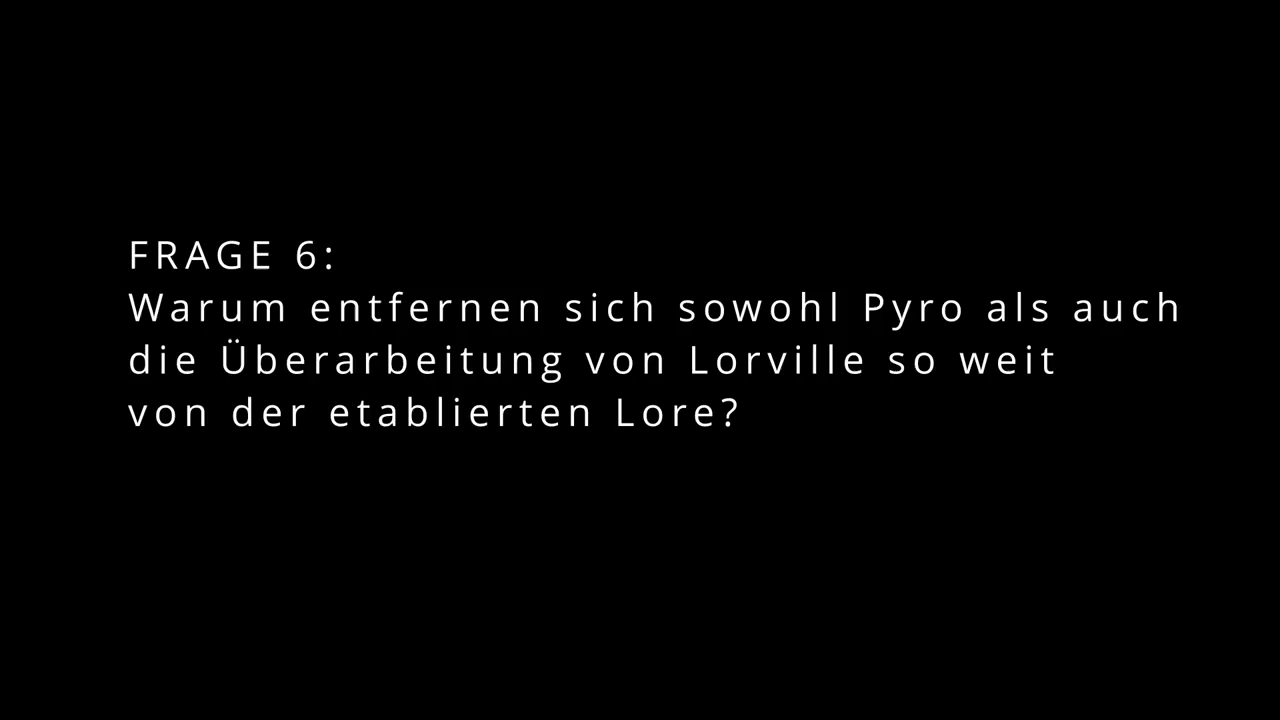 FRAGE 6:
Warum entfernen sich sowohl Pyro als auch
die Überarbeitung von Lorville so weit
von der etablierten Lore?